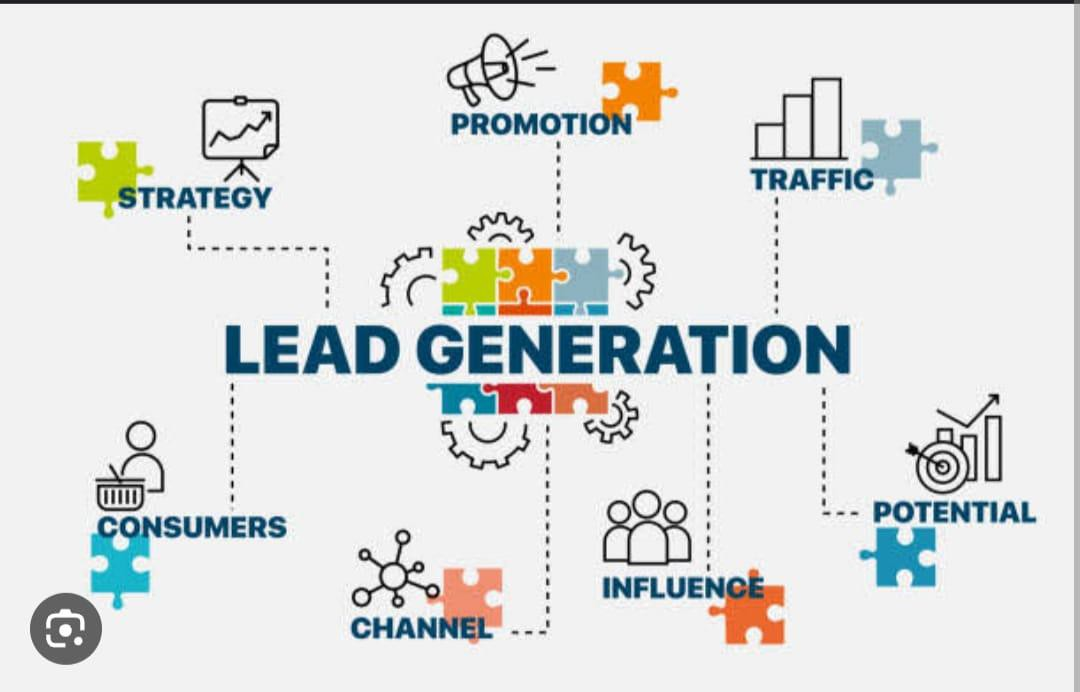 PROMOTION
TRAFFIC
STRATEGY
LEAD GENERATION
CONSUMERS
POTENTIAL
INFLUENCE
CHANNEL